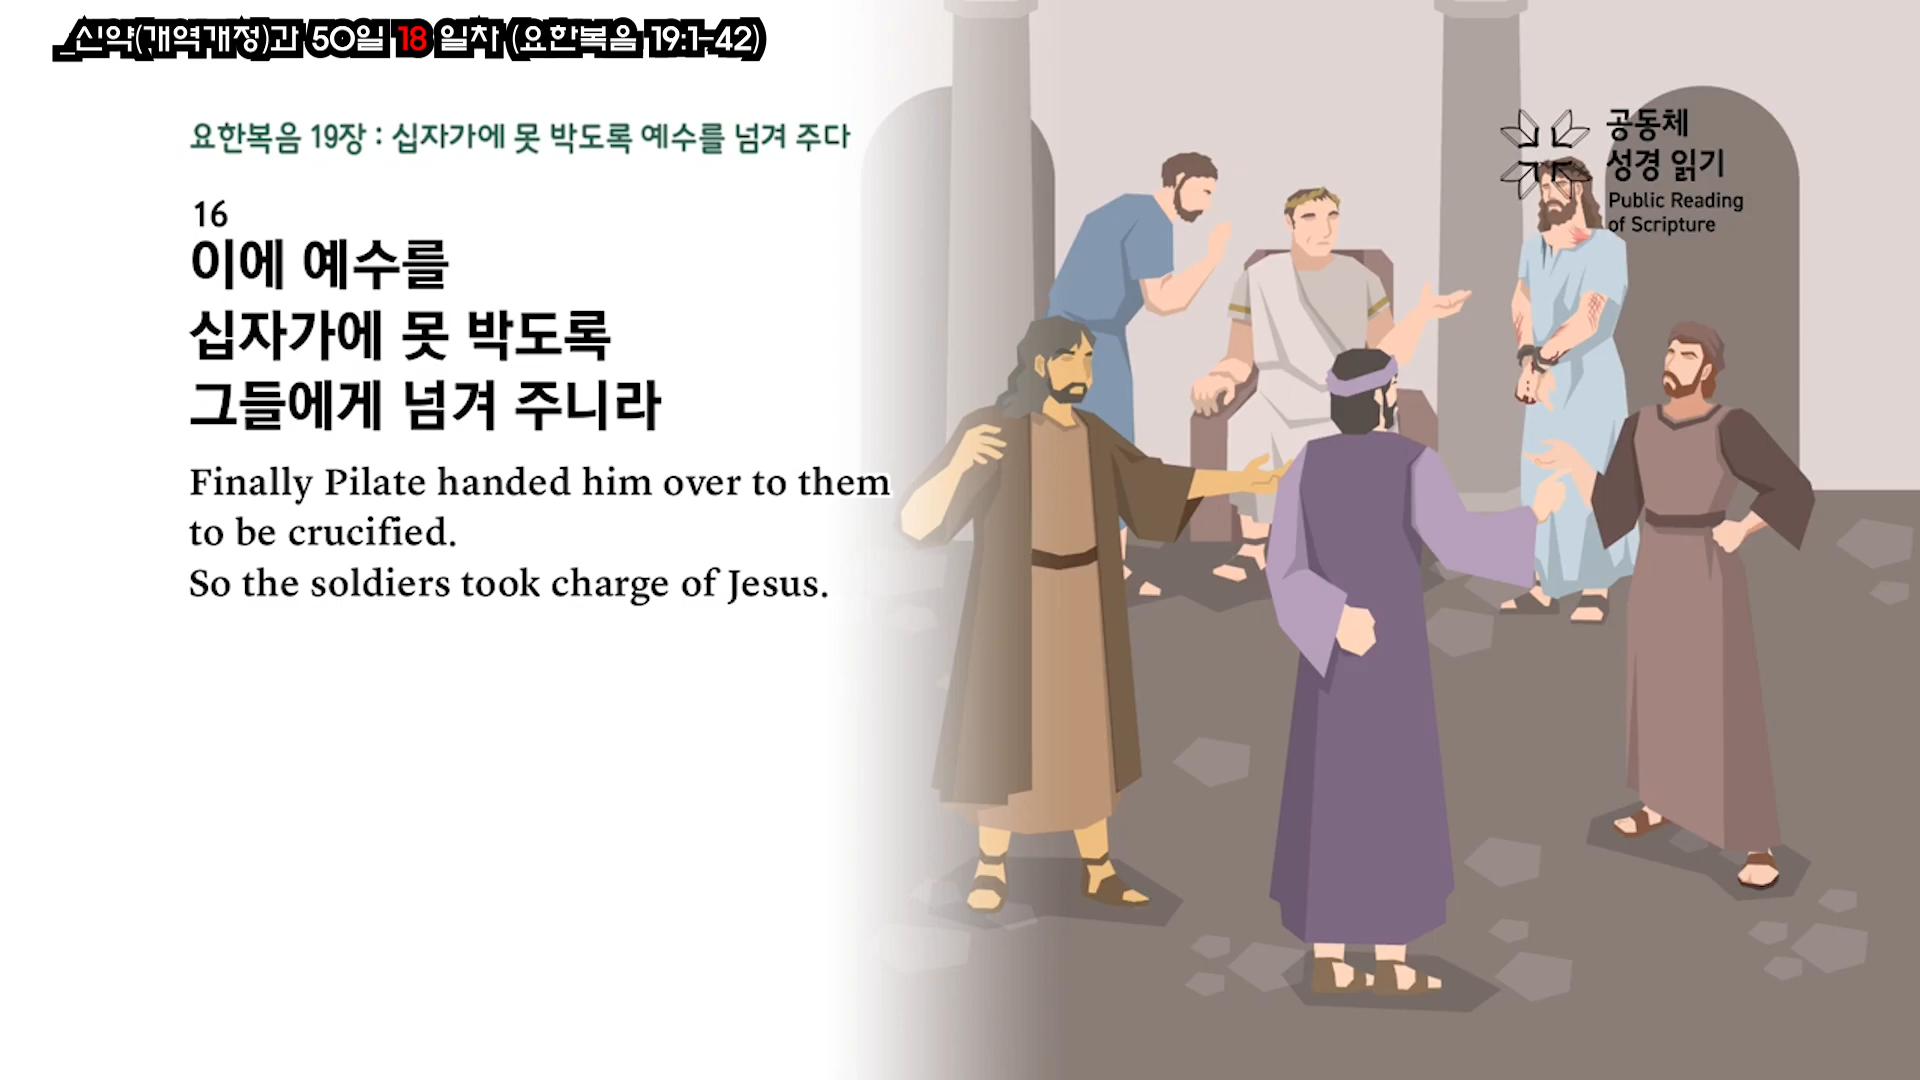 _신약(개역개정)과 50일 18 일차 (요한복음 19:1-42)
요한복음 19장 : 십자가에 못 박도록 예수를 넘겨 주다
16
이에 예수를
십자가에 못 박도록
그들에게 넘겨 주니라
Finally Pilate handed him over to them
to be crucified.
So the soldiers took charge of Jesus.
공동체
성경 읽기
Public Reading
of Scripture